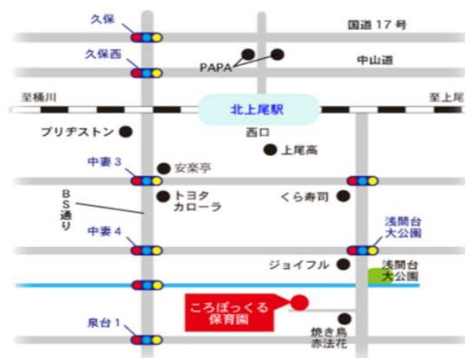 久保
国道17号
久保西
PAPA
中山道
至桶川
北上尾駅
至上尾
西口
ブリヂストン
上尾高
安楽亭
中妻3
BS通り
トヨタ
カローラ
くら寿司
浅間台
大公園
中妻4
ジョイフル
浅間台
大公園
ころぽっくる
保育園
泉台1
焼き鳥
赤法花